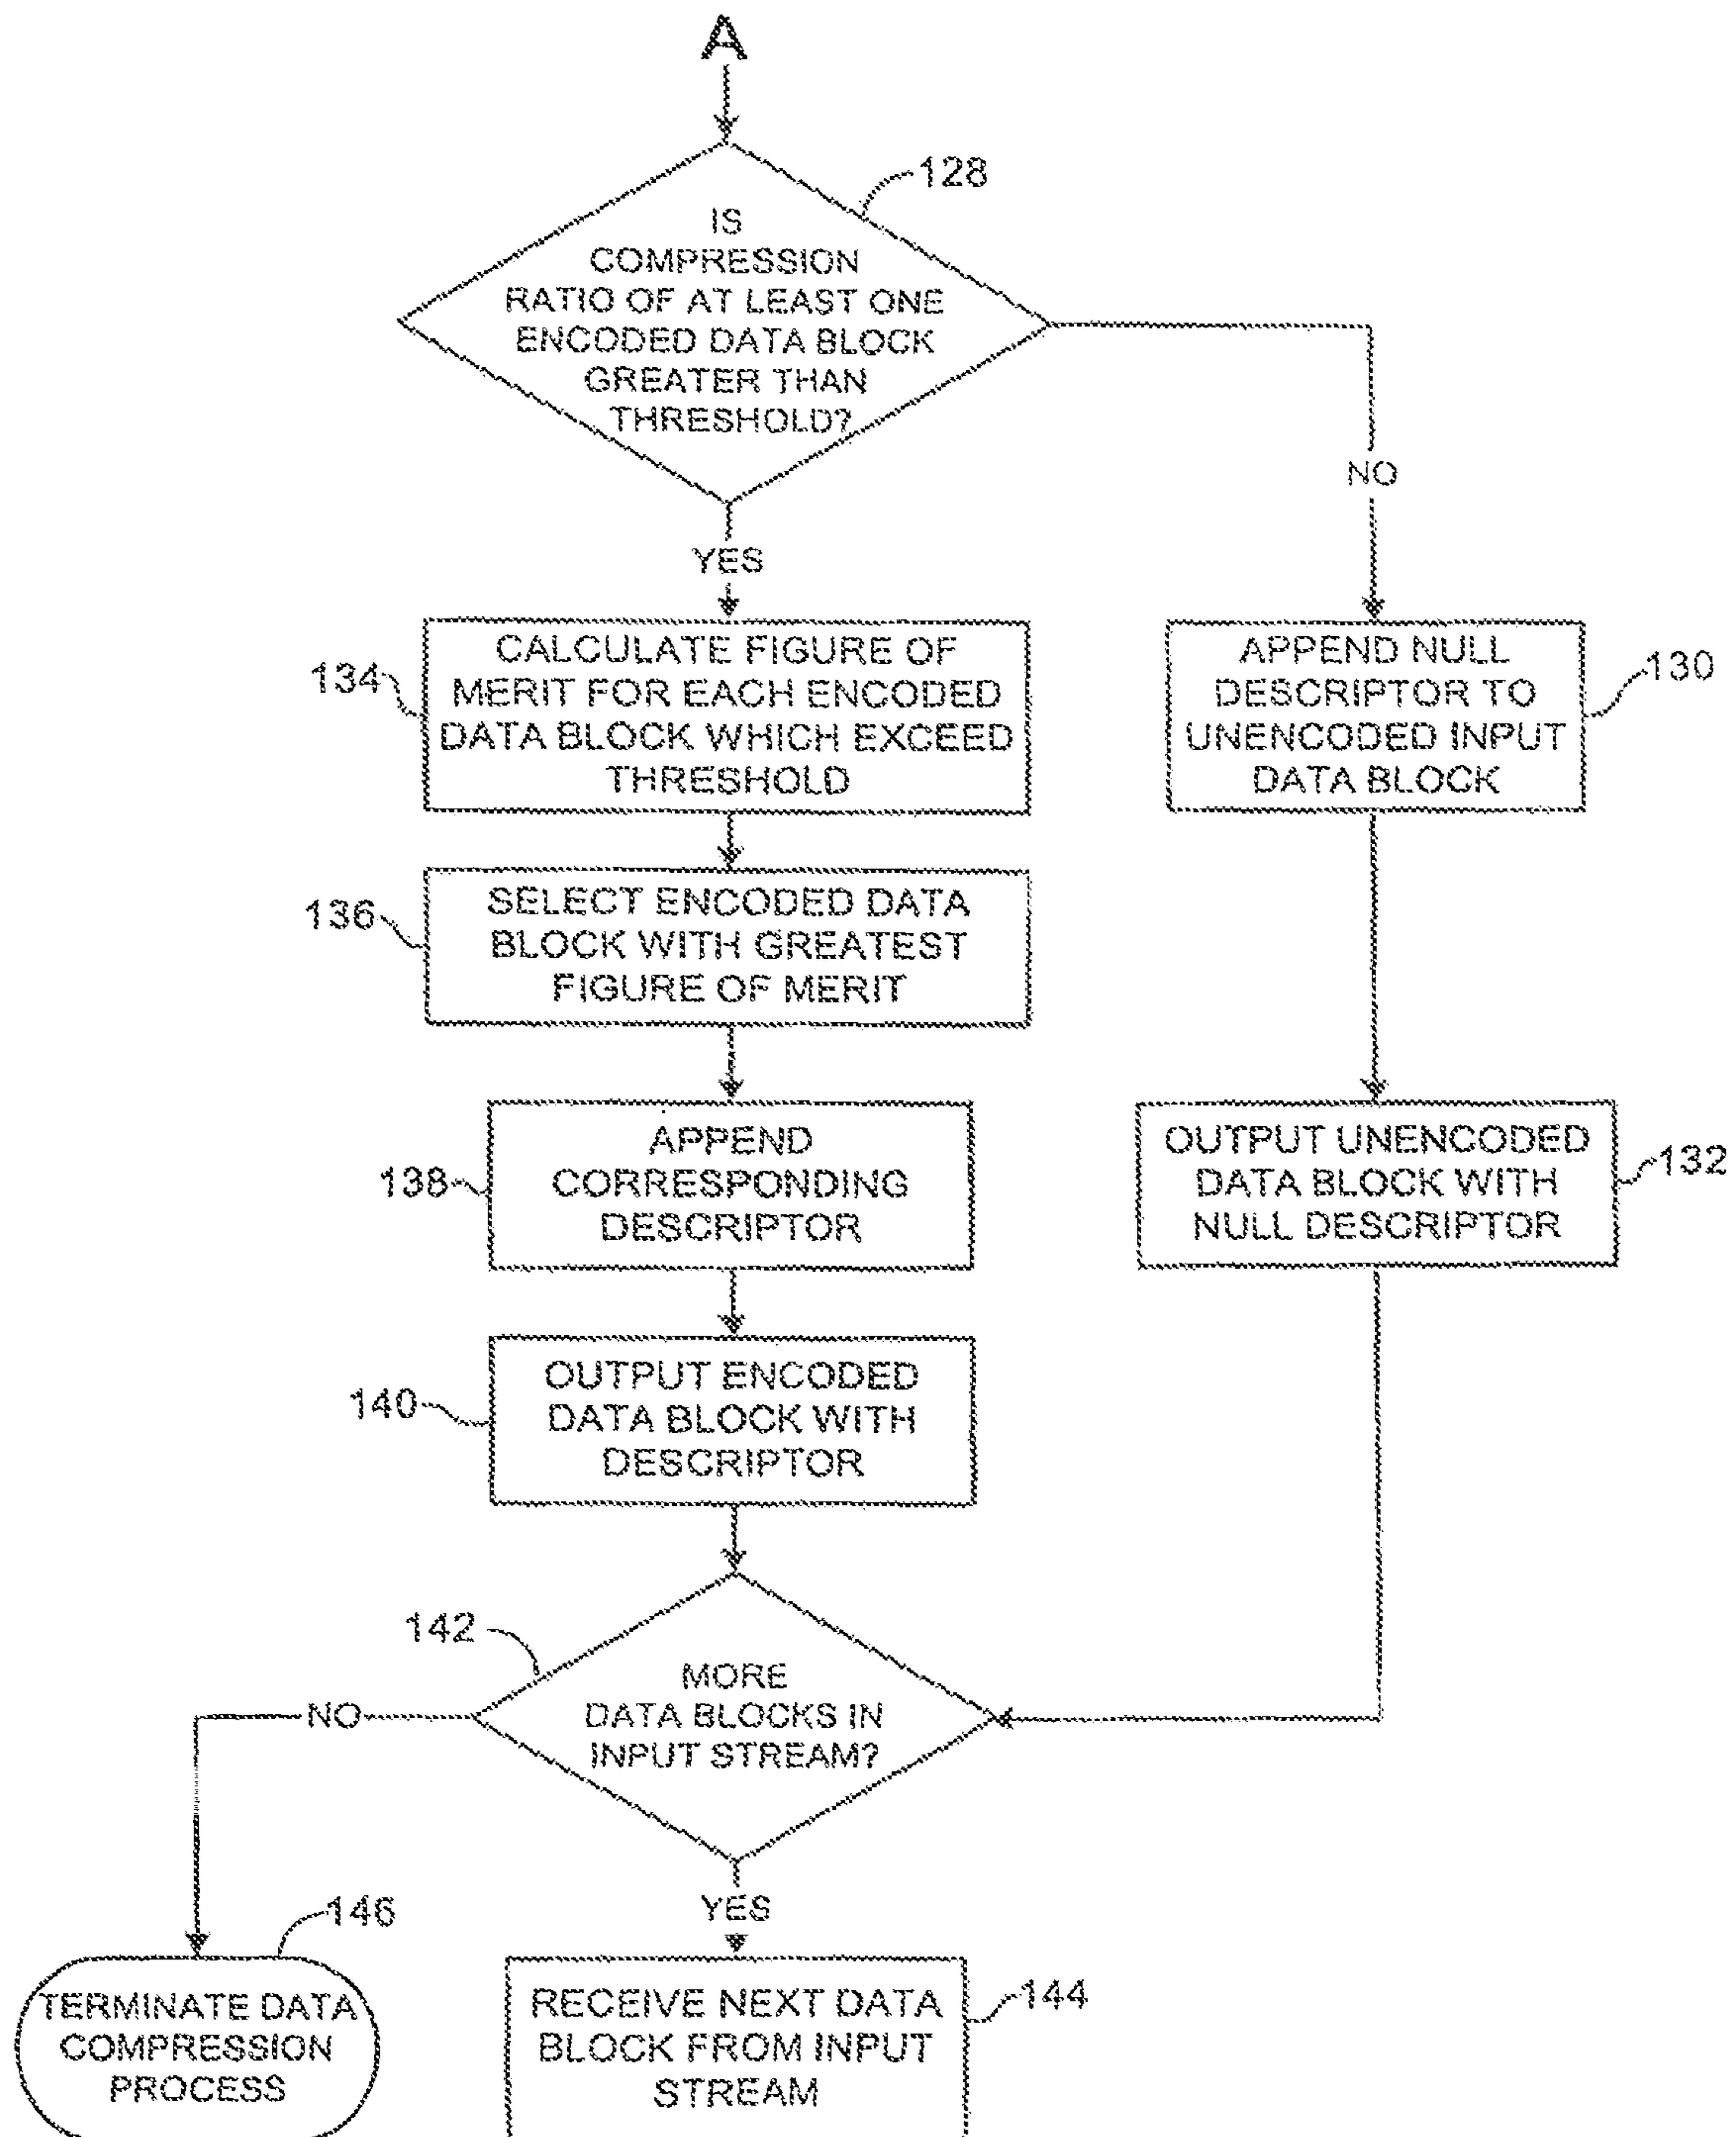 A
128
IS
COMPRESSION
RATIO OF AT LEAST ONE
ENCODED DATA BLOCK
GREATER THAN
THRESHOLD?
NO
YES
134
CALCULATE FIGURE OF
MERIT FOR EACH ENCODED
DATA BLOCK WHICH EXCEED
THRESHOLD
APPEND NULL
DESCRIPTOR TO
UNENCODED INPUT
DATA BLOCK
130
136
SELECT ENCODED DATA
BLOCK WITH GREATEST
FIGURE OF MERIT
138
APPEND
CORRESPONDING
DESCRIPTOR
OUTPUT UNENCODED
DATA BLOCK WITH
NULL DESCRIPTOR
132
140
OUTPUT ENCODED
DATA BLOCK WITH
DESCRIPTOR
142
MORE
DATA BLOCKS IN
INPUT STREAM?
NO
YES
146
TERMINATE DATA
COMPRESSION
PROCESS
RECEIVE NEXT DATA
BLOCK FROM INPUT
STREAM
144